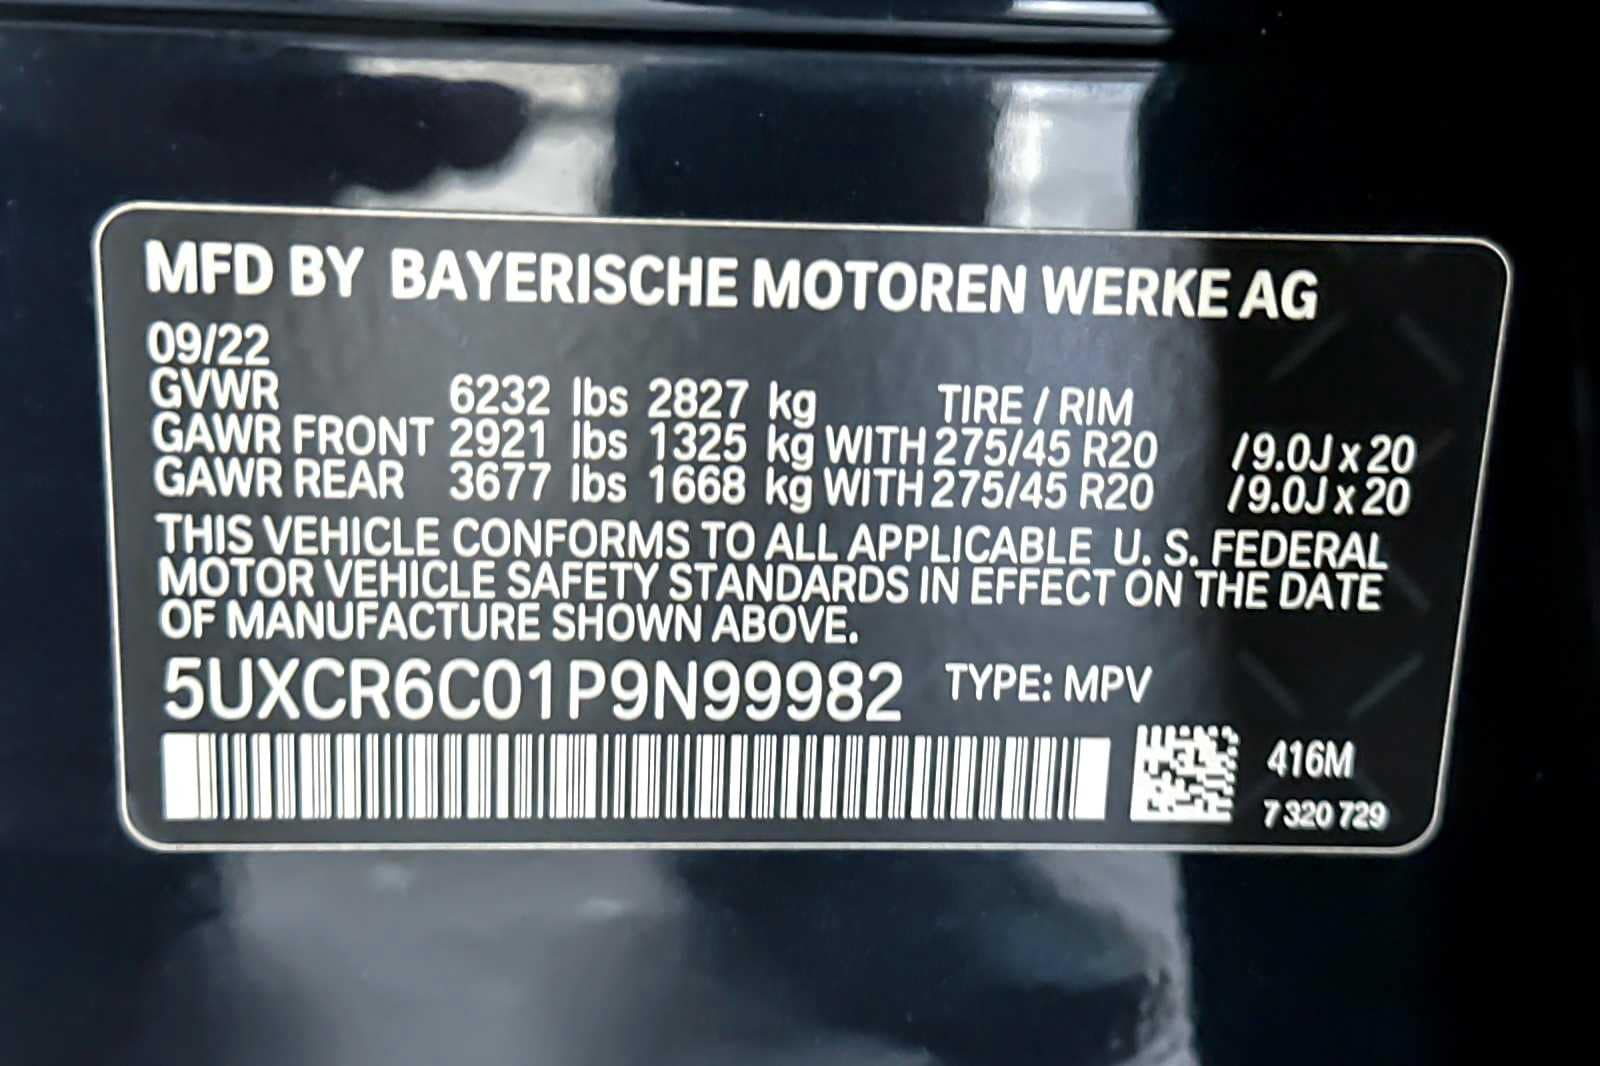 MFD BY BAYERISCHE MOTOREN WERKE AG
09/22
GVWR 6232 lbs 2827 kg TIRE / RIM
GAWR FRONT 2921 lbs 1325 kg WITH 275/45 R20 /9.0J x 20
GAWR REAR 3677 lbs 1668 kg WITH 275/45 R20 /9.0J x 20
THIS VEHICLE CONFORMS TO ALL APPLICABLE U. S. FEDERAL
MOTOR VEHICLE SAFETY STANDARDS IN EFFECT ON THE DATE
OF MANUFACTURE SHOWN ABOVE.
5UXCR6C01P9N99982 TYPE: MPV
416M
7 320 729